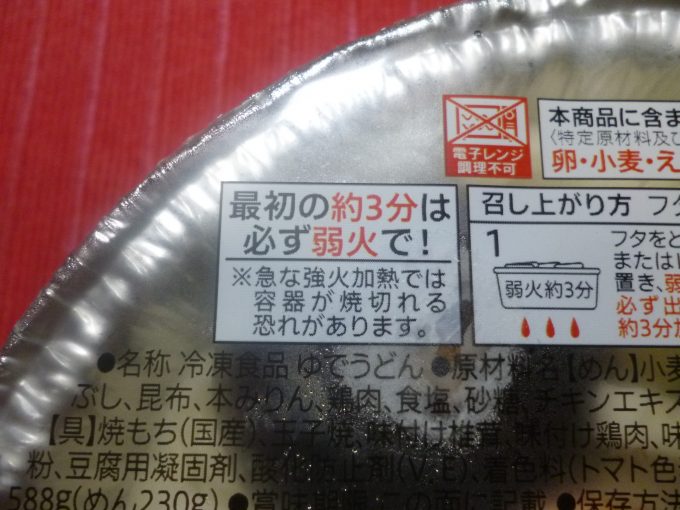 電子レンジ
調理不可
本商品に含ま
(特定原材料及び
卵・小麦・え
最初の約3分は
必ず弱火で!
※急な強火加熱では
容器が焼切れる
恐れがあります。
召し上がり方 フタ
1
フタをと
または
置き、弱
必ず出
約3分加
弱火約3分
●名称 冷凍食品 ゆでうどん ●原材料名【めん】小麦
ぶし、昆布、本みりん、鶏肉、食塩、砂糖、チキンエキス
【具】焼もち(国産)、玉子焼、味付け椎茸、味付け鶏肉、味
粉、豆腐用凝固剤、酸化防止剤(V.E)、着色料(トマト色
588g(めん230g) ●賞味期限 この面に記載 ●保存方法